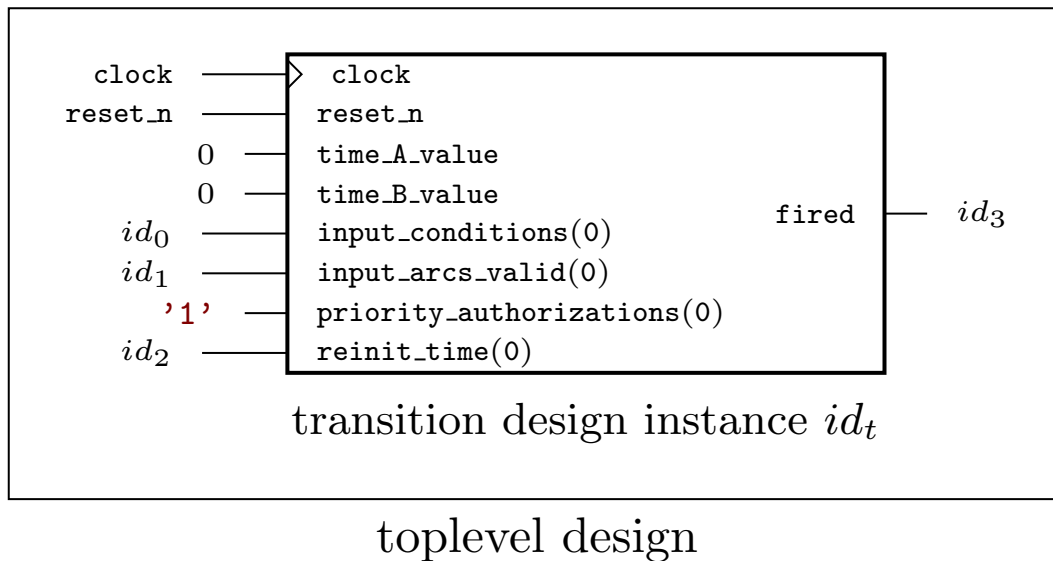 clock clock
reset_n reset_n
0 time_A_value
0 time_B_value
fired id₃
id₀ input_conditions(0)
id₁ input_arcs_valid(0)
'1' priority_authorizations(0)
id₂ reinit_time(0)
transition design instance idₜ
toplevel design